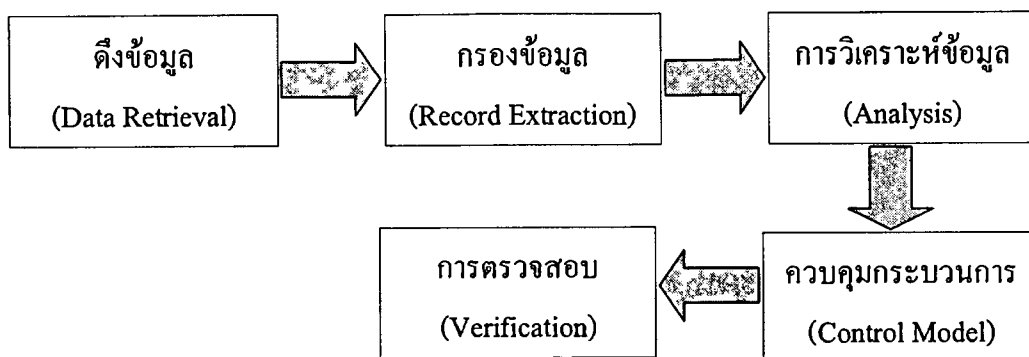 ดึงข้อมูล
(Data Retrieval)
กรองข้อมูล
(Record Extraction)
การวิเคราะห์ข้อมูล
(Analysis)
ควบคุมกระบวนการ
(Control Model)
การตรวจสอบ
(Verification)